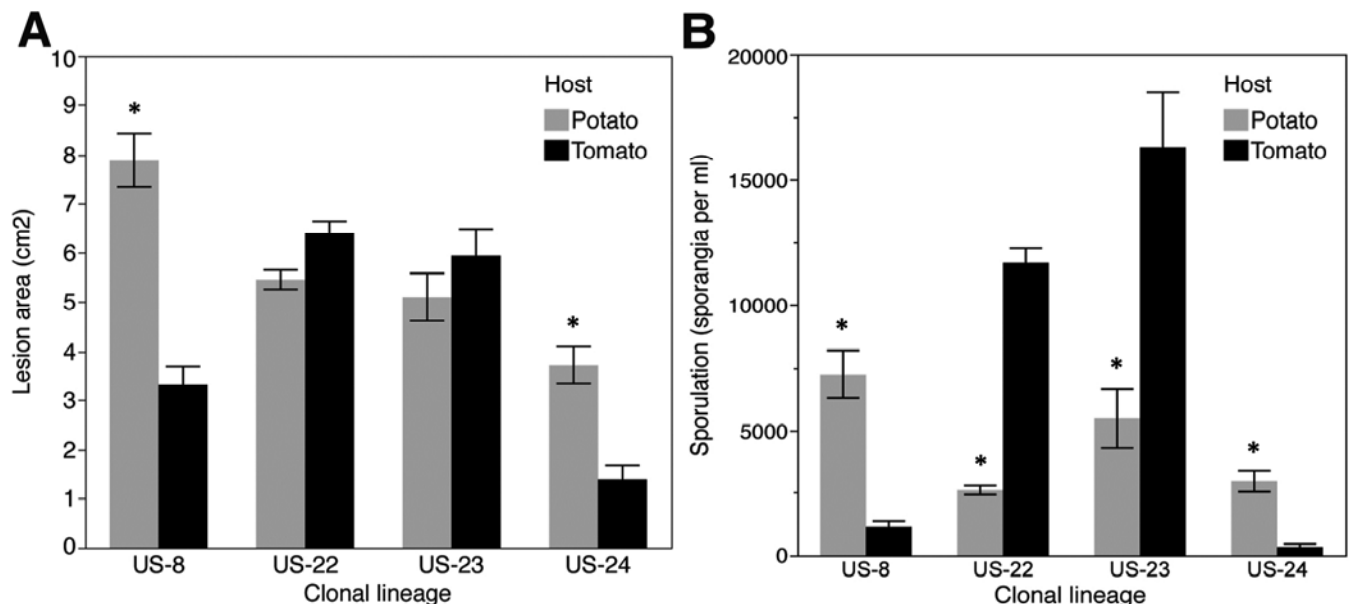 A
10
9
8
7
6
5
4
3
2
1
0
Lesion area (cm2)
Host
Potato
Tomato
*
*
US-8
US-22
US-23
US-24
Clonal lineage
B
20000
15000
10000
5000
0
Sporulation (sporangia per ml)
Host
Potato
Tomato
*
*
*
*
US-8
US-22
US-23
US-24
Clonal lineage